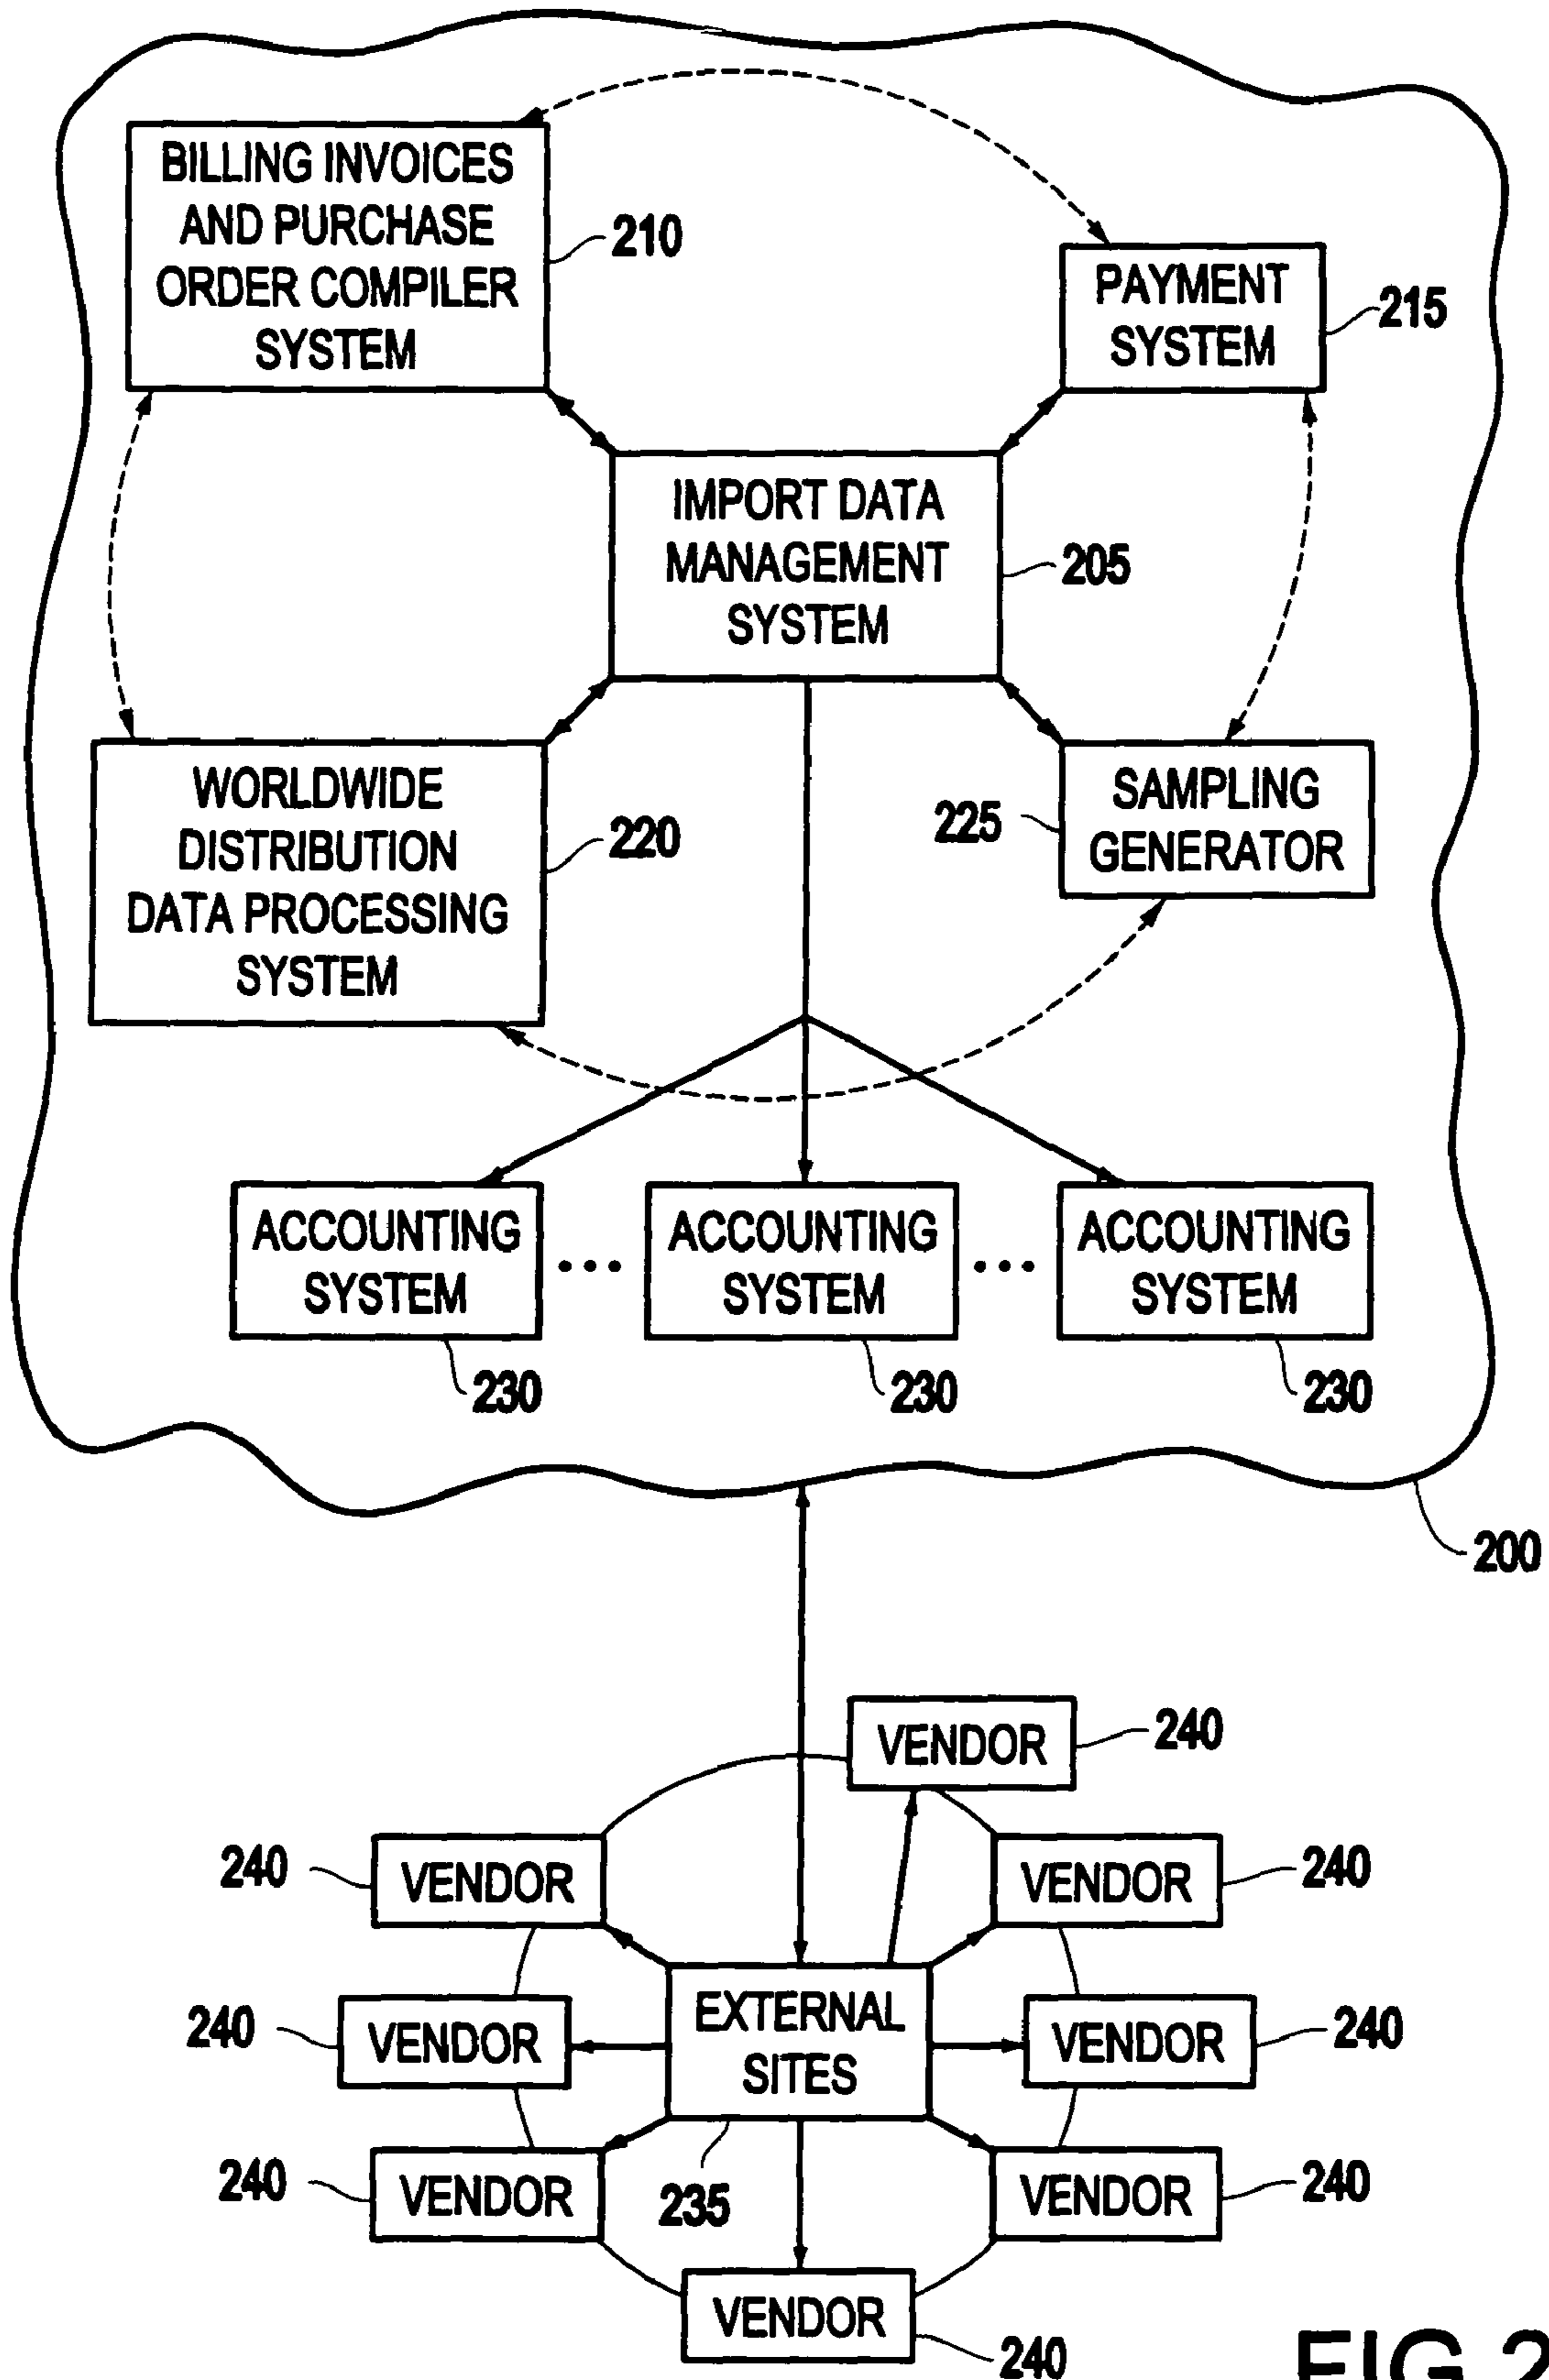 BILLING INVOICES
AND PURCHASE
ORDER COMPILER
SYSTEM
210
PAYMENT
SYSTEM
215
IMPORT DATA
MANAGEMENT
SYSTEM
205
WORLDWIDE
DISTRIBUTION
DATA PROCESSING
SYSTEM
220
225
SAMPLING
GENERATOR
ACCOUNTING
SYSTEM
230
...
ACCOUNTING
SYSTEM
230
...
ACCOUNTING
SYSTEM
230
200
VENDOR
240
240
VENDOR
VENDOR
240
240
VENDOR
EXTERNAL
SITES
235
VENDOR
240
240
VENDOR
VENDOR
240
VENDOR
240
FIG.2